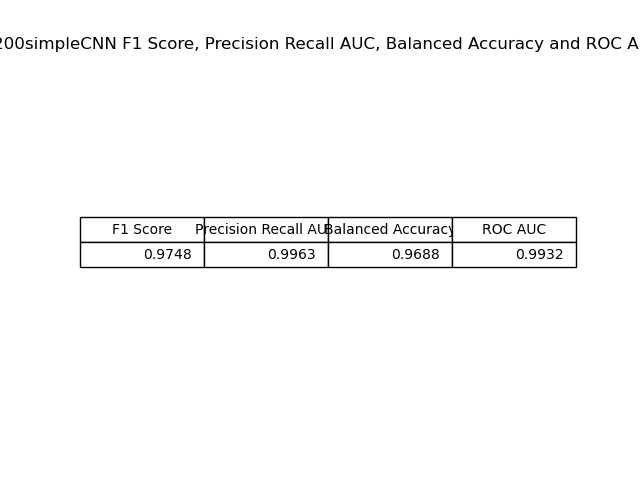 200simpleCNN F1 Score, Precision Recall AUC, Balanced Accuracy and ROC A
F1 Score Precision Recall AU Balanced Accuracy ROC AUC
0.9748 0.9963 0.9688 0.9932